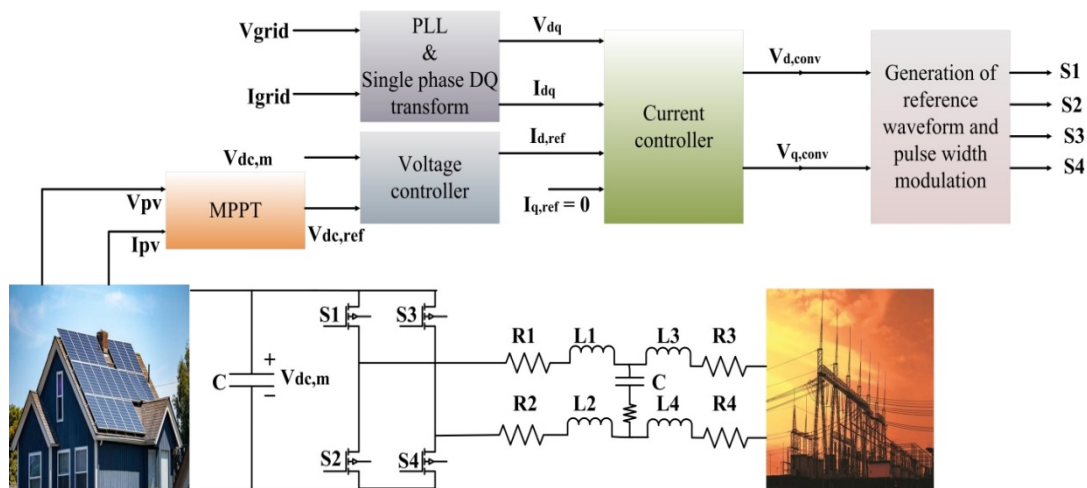 Vgrid
Igrid
PLL
&
Single phase DQ
transform
Vdq
Idq
Vdc,m
Voltage
controller
Id,ref
Iq,ref = 0
Current
controller
Vd,conv
Vq,conv
Generation of
reference
waveform and
pulse width
modulation
S1
S2
S3
S4
Vpv
Ipv
MPPT
Vdc,ref
C
+
Vdc,m
−
S1
S3
S2
S4
R1
L1
L3
R3
C
R2
L2
L4
R4